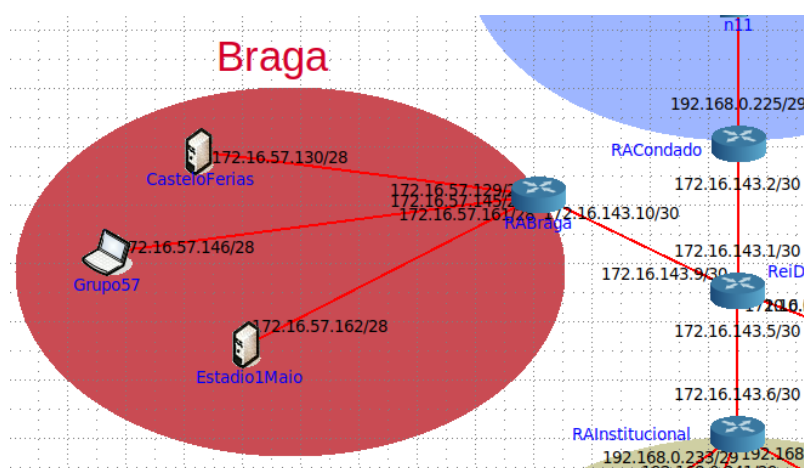 n11
Braga
192.168.0.225/29
172.16.57.130/28
RACondado
CasteloFerias
172.16.143.2/30
172.16.57.129/
172.16.57.145/
172.16.57.161/28
172.16.143.10/30
RABraga
172.16.57.146/28
172.16.143.1/30
172.16.143.9/30
ReiD
Grupo57
172.16.57.162/28
172.16.143.5/30
Estadio1Maio
172.16.143.6/30
RAInstitucional
192.168.0.233/29
192.168